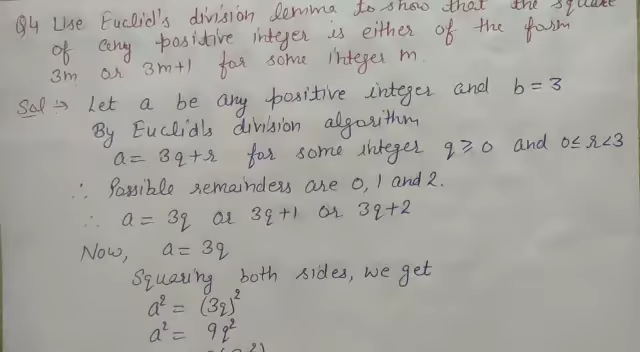 Q4 Use Euclid's division lemma to show that the square
of any positive integer is either of the form
3m or 3m+1 for some integer m.
Sol → Let a be any positive integer and b = 3
By Euclid's division algorithm
a = 3q + r for some integer q ≥ 0 and 0 ≤ r < 3
∴ Possible remainders are 0, 1 and 2.
∴ a = 3q or 3q+1 or 3q+2
Now, a = 3q
Squaring both sides, we get
a² = (3q)²
a² = 9q²